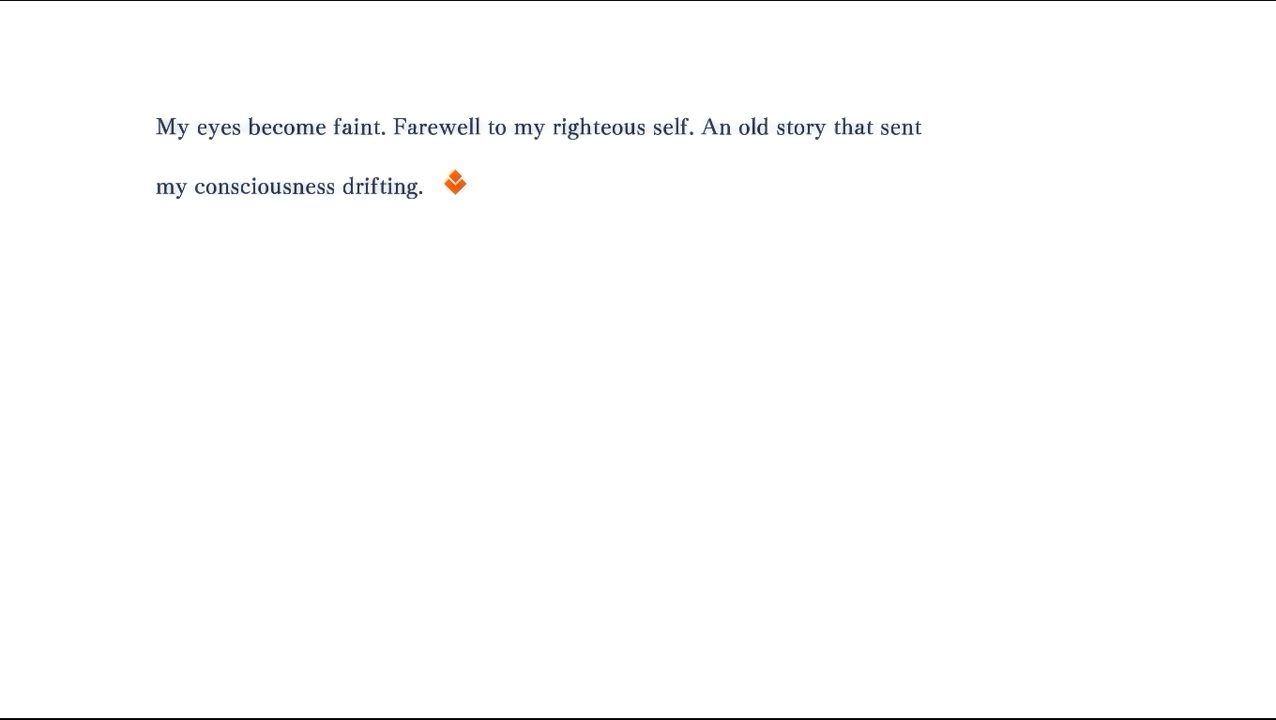 My eyes become faint. Farewell to my righteous self. An old story that sent
my consciousness drifting.